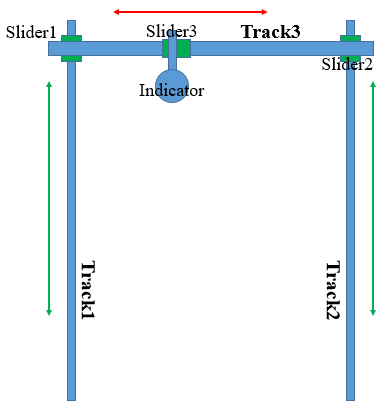 Slider1
Slider3
Track3
Slider2
Indicator
Track1
Track2